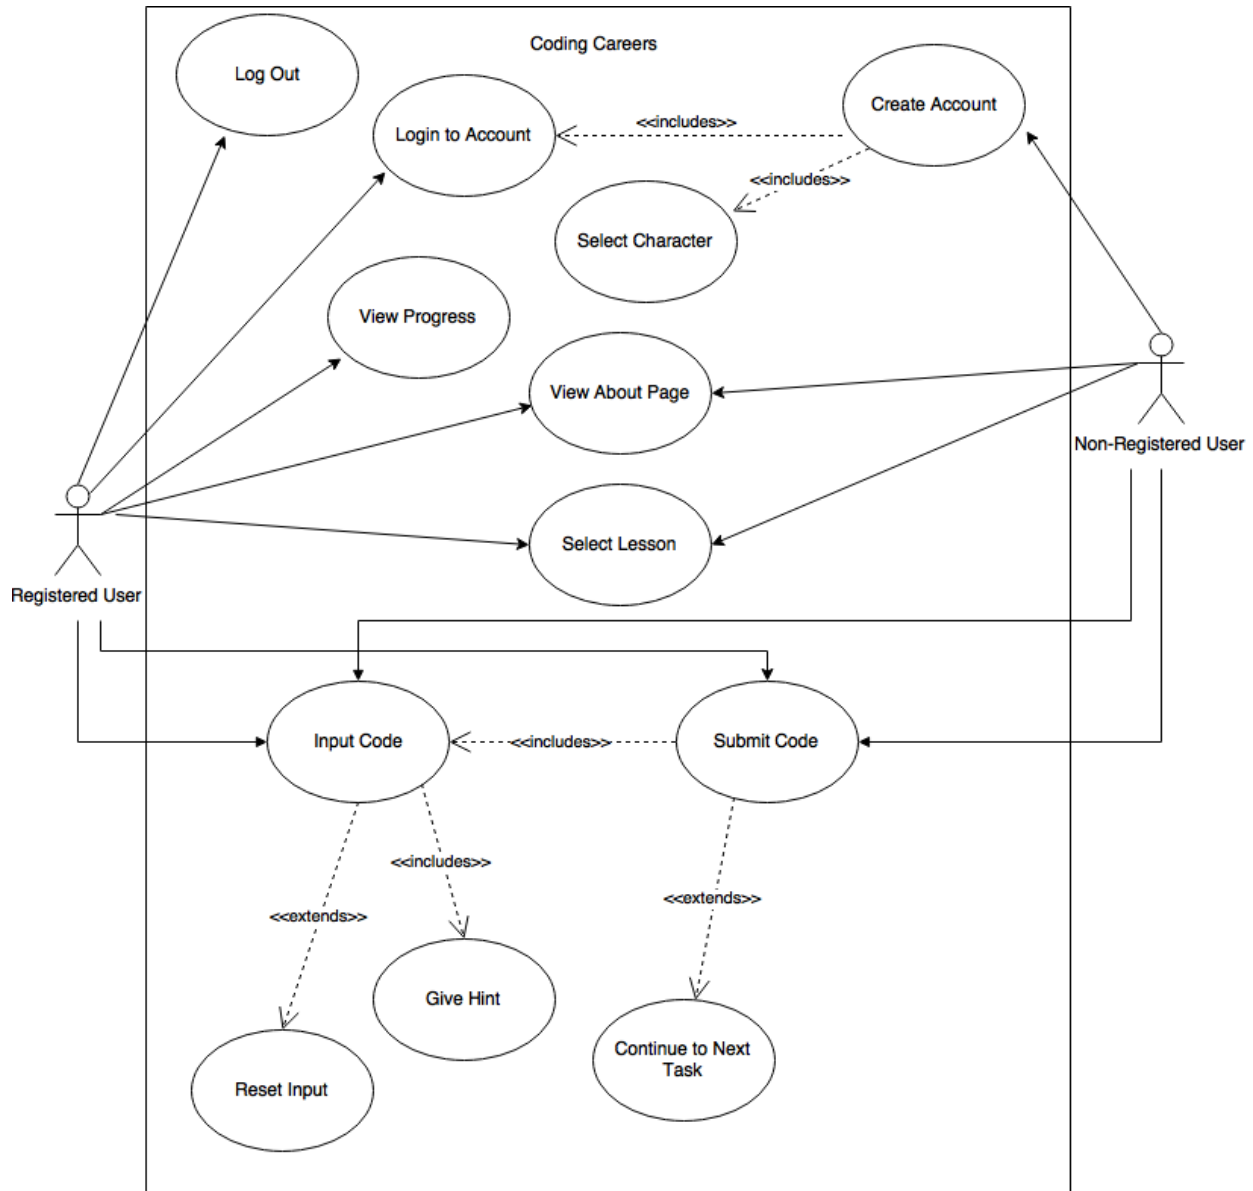 Coding Careers
Log Out
Create Account
Login to Account
<<includes>>
<<includes>>
Select Character
View Progress
View About Page
Non-Registered User
Select Lesson
Registered User
Input Code
<<includes>>
Submit Code
<<includes>>
<<extends>>
<<extends>>
Give Hint
Continue to Next
Task
Reset Input